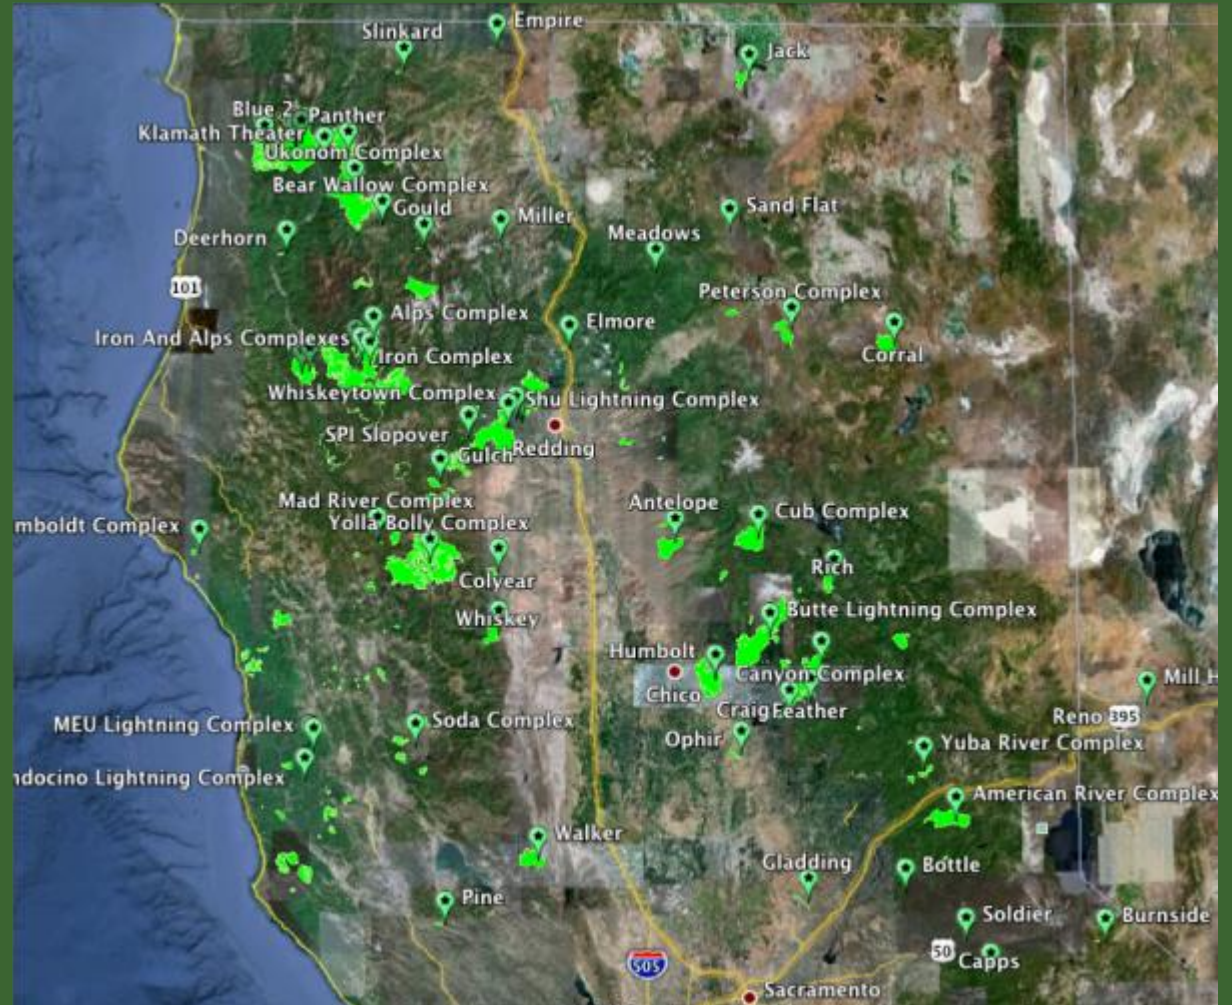 Empire
Slinkard
Jack
Blue 2
Panther
Klamath Theater
Ukonom Complex
Bear Wallow Complex
Gould
Sand Flat
Miller
Deerhorn
Meadows
101
Peterson Complex
Alps Complex
Elmore
Iron And Alps Complexes
Iron Complex
Corral
Whiskeytown Complex
Shu Lightning Complex
SPI Slopover
Redding
Gulch
Mad River Complex
Antelope
Cub Complex
mboldt Complex
Yolla Bolly Complex
Rich
Colyear
Whiskey
Butte Lightning Complex
Humbolt
Canyon Complex
Mill H
Chico
Craig
Feather
Reno
395
MEU Lightning Complex
Soda Complex
Ophir
Yuba River Complex
ndocino Lightning Complex
American River Complex
Walker
Gladding
Bottle
Pine
Soldier
Burnside
50
Capps
505
Sacramento